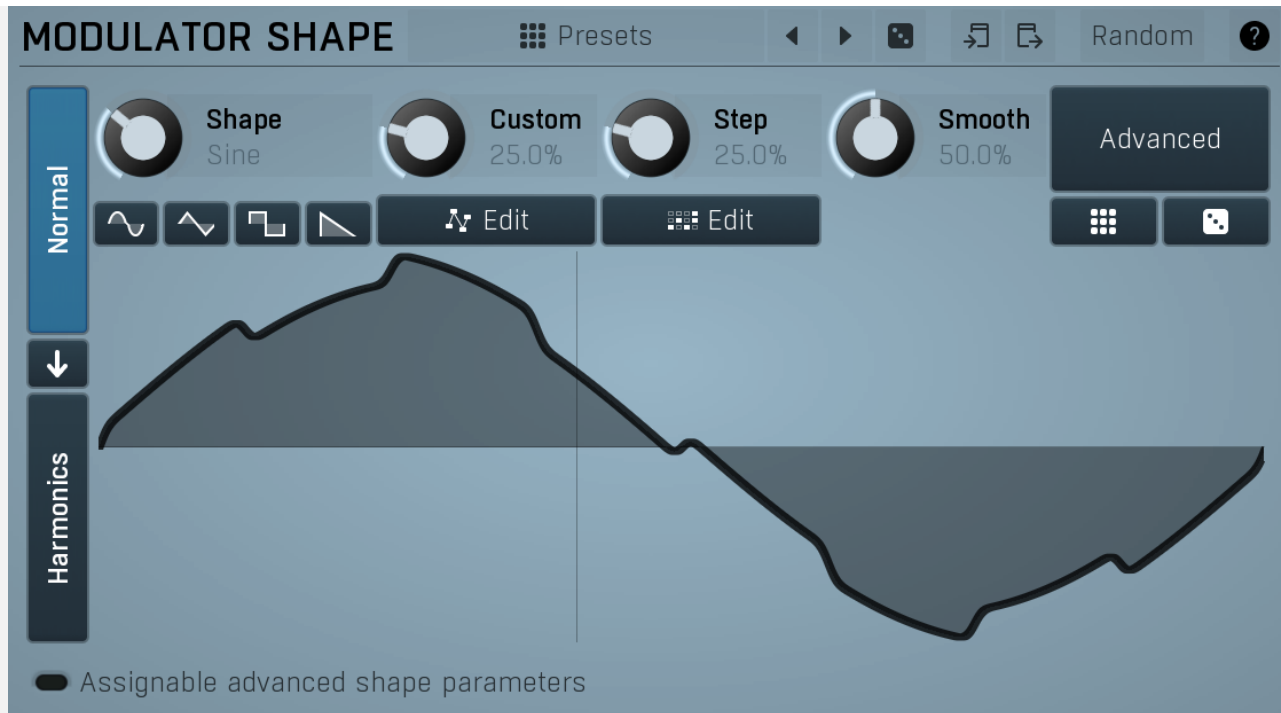 MODULATOR SHAPE
Presets
Random
?
Normal
Shape
Sine
Custom
25.0%
Step
25.0%
Smooth
50.0%
Advanced
Edit
Edit
Harmonics
Assignable advanced shape parameters